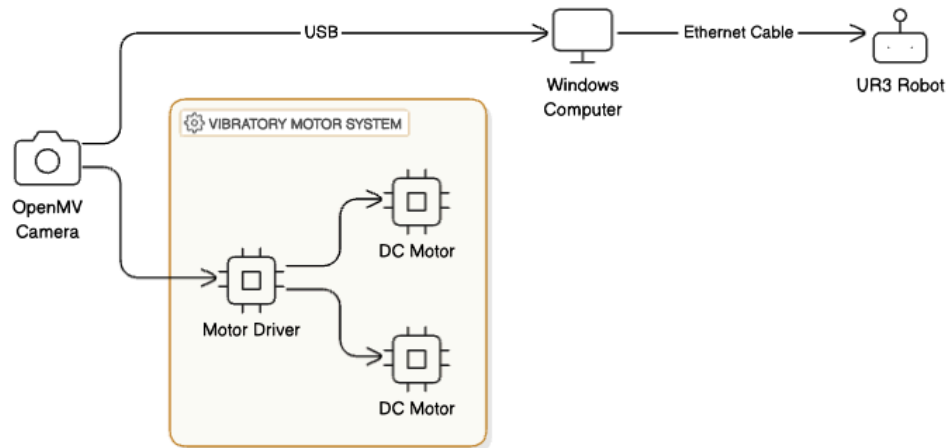 USB
Ethernet Cable
Windows
Computer
UR3 Robot
VIBRATORY MOTOR SYSTEM
OpenMV
Camera
DC Motor
Motor Driver
DC Motor